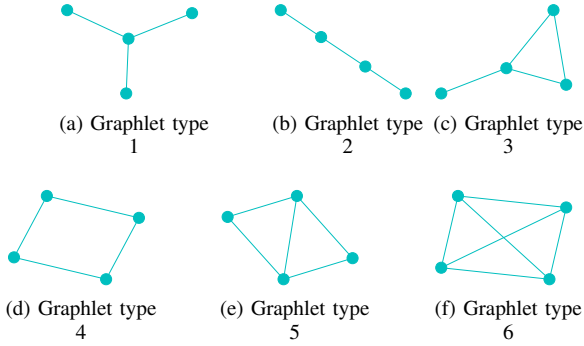 (a) Graphlet type
1
(b) Graphlet type
2
(c) Graphlet type
3
(d) Graphlet type
4
(e) Graphlet type
5
(f) Graphlet type
6